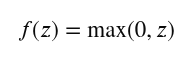 f(z) = max(0, z)